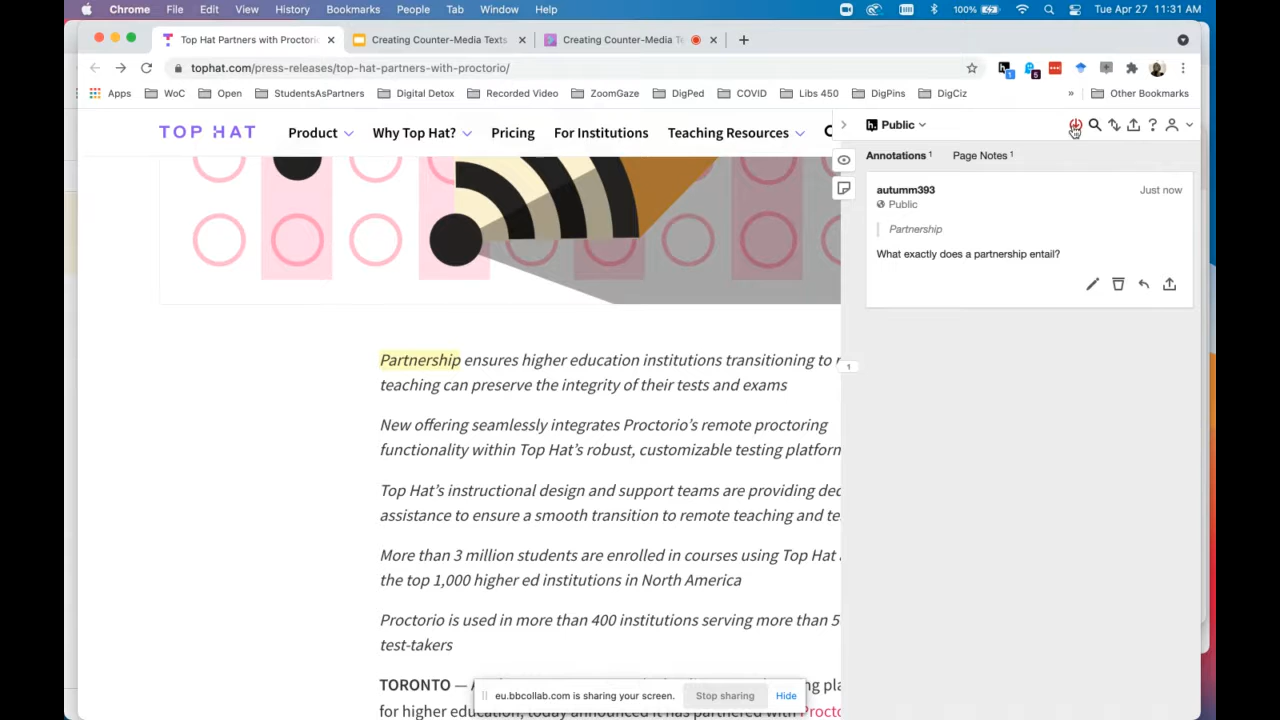 Chrome File Edit View History Bookmarks People Tab Window Help 100% Tue Apr 27 11:31 AM
Top Hat Partners with Proctorio Creating Counter-Media Texts Creating Counter-Media Te
tophat.com/press-releases/top-hat-partners-with-proctorio/ 1 5
Apps WoC Open StudentsAsPartners Digital Detox Recorded Video ZoomGaze DigPed COVID Libs 450 DigPins DigCiz » Other Bookmarks
TOP HAT Product Why Top Hat? Pricing For Institutions Teaching Resources
Public
Annotations 1 Page Notes 1
autumm393 Just now
Public
Partnership
What exactly does a partnership entail?
1
Partnership ensures higher education institutions transitioning to
teaching can preserve the integrity of their tests and exams
New offering seamlessly integrates Proctorio's remote proctoring
functionality within Top Hat's robust, customizable testing platform
Top Hat's instructional design and support teams are providing
assistance to ensure a smooth transition to remote teaching and
More than 3 million students are enrolled in courses using Top Hat
the top 1,000 higher ed institutions in North America
Proctorio is used in more than 400 institutions serving more than
test-takers
TORONTO —
for higher education, today announced it has partnered with
eu.bbcollab.com is sharing your screen. Stop sharing Hide